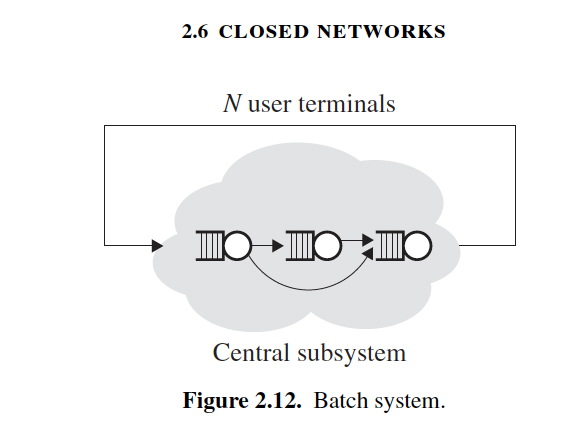 2.6 CLOSED NETWORKS
N user terminals
Central subsystem
Figure 2.12. Batch system.